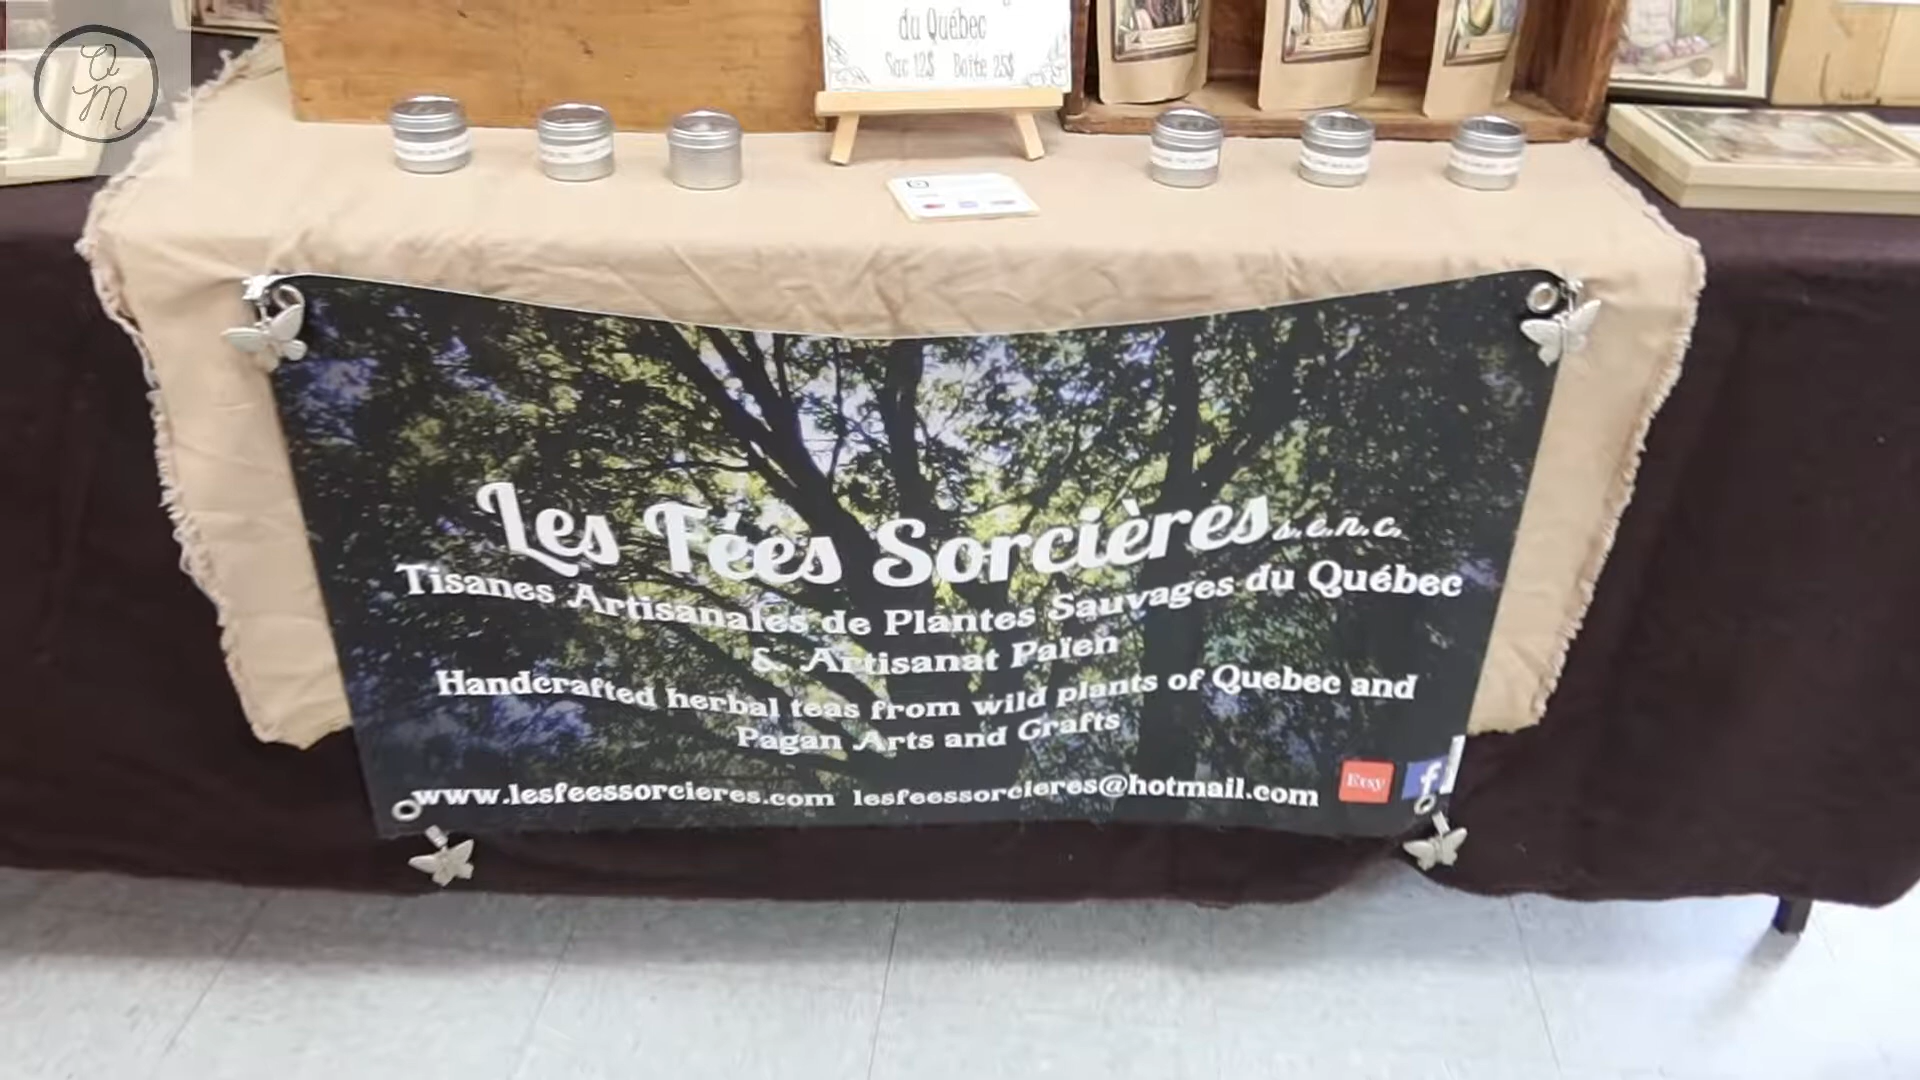 a
M
du Québec
Sac 12$ Boîte 25$
Les Fées Sorcières s.e.n.c.
Tisanes Artisanales de Plantes Sauvages du Québec
& Artisanat Païen
Handcrafted herbal teas from wild plants of Quebec and
Pagan Arts and Crafts
www.lesfeessorcieres.com lesfeessorcieres@hotmail.com Etsy f